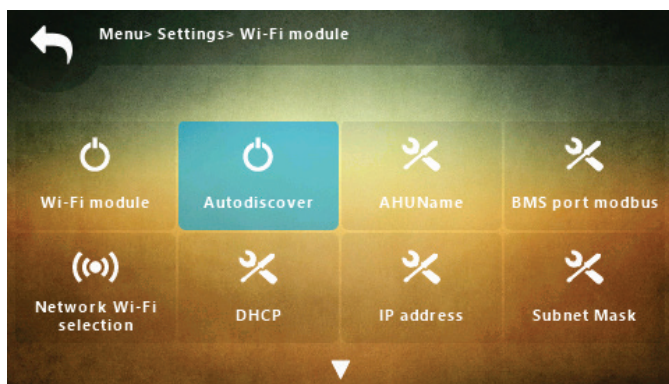 Menu> Settings> Wi-Fi module
Wi-Fi module
Autodiscover
AHUName
BMS port modbus
Network Wi-Fi
selection
DHCP
IP address
Subnet Mask